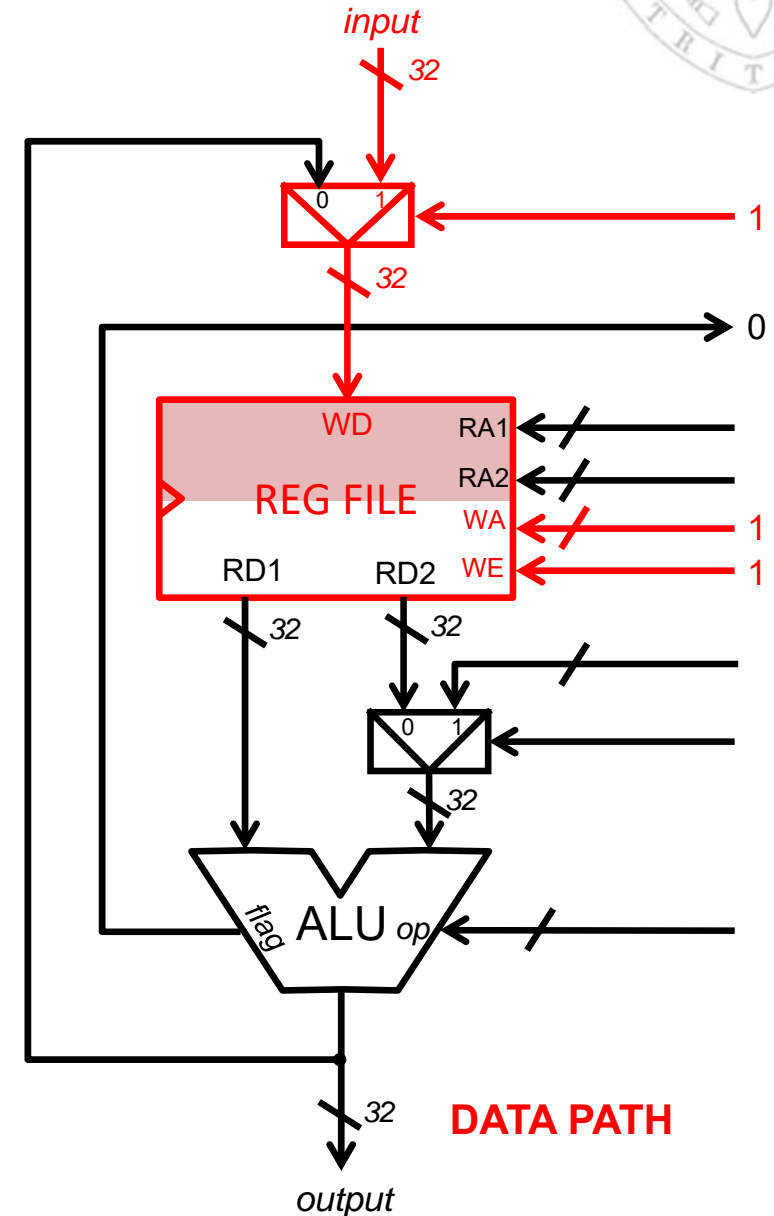 input
32
T R I T
0 1
1
32
0
WD
RA1
RA2
REG FILE
WA
1
RD1
RD2
WE
1
32
32
0 1
32
flag
ALU
op
32
DATA PATH
output